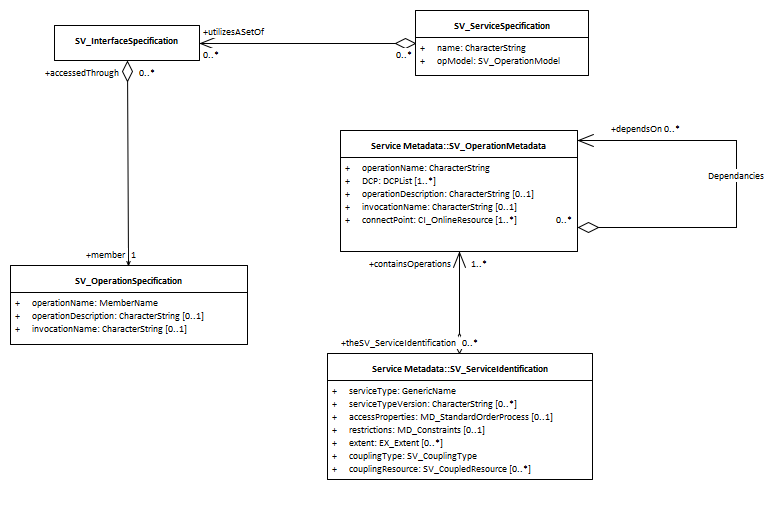 SV_ServiceSpecification
+ name: CharacterString
+ opModel: SV_OperationModel
+utilizesASetOf
0..*
0..*
SV_InterfaceSpecification
+accessedThrough
0..*
+member
1
SV_OperationSpecification
+ operationName: MemberName
+ operationDescription: CharacterString [0..1]
+ invocationName: CharacterString [0..1]
Service Metadata::SV_OperationMetadata
+ operationName: CharacterString
+ DCP: DCPList [1..*]
+ operationDescription: CharacterString [0..1]
+ invocationName: CharacterString [0..1]
+ connectPoint: CI_OnlineResource [1..*]
0..*
+dependsOn 0..*
Dependancies
+containsOperations
1..*
+theSV_ServiceIdentification
0..*
Service Metadata::SV_ServiceIdentification
+ serviceType: GenericName
+ serviceTypeVersion: CharacterString [0..*]
+ accessProperties: MD_StandardOrderProcess [0..1]
+ restrictions: MD_Constraints [0..1]
+ extent: EX_Extent [0..*]
+ couplingType: SV_CouplingType
+ couplingResource: SV_CoupledResource [0..*]